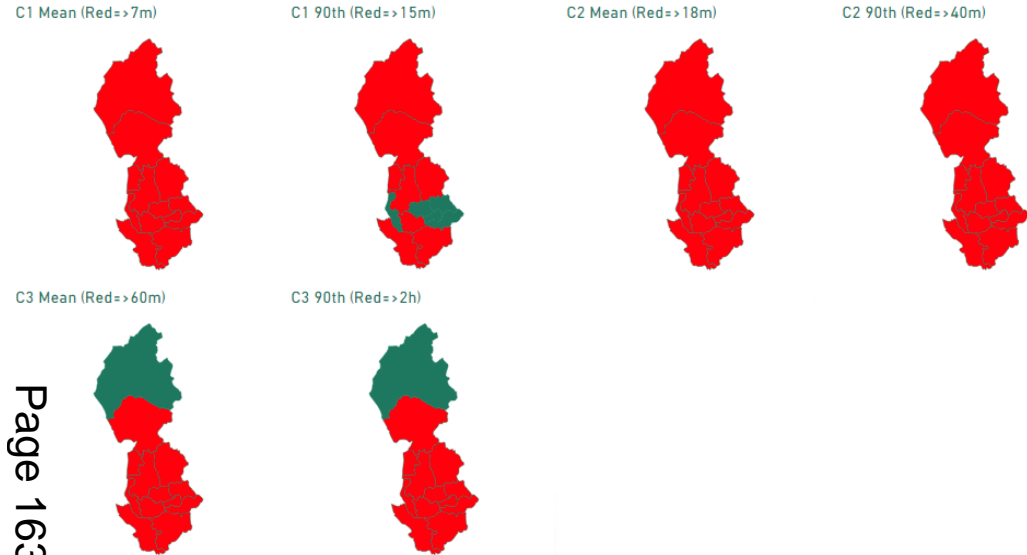 C1 Mean (Red=>7m)
C1 90th (Red=>15m)
C2 Mean (Red=>18m)
C2 90th (Red=>40m)
C3 Mean (Red=>60m)
C3 90th (Red=>2h)
Page 163